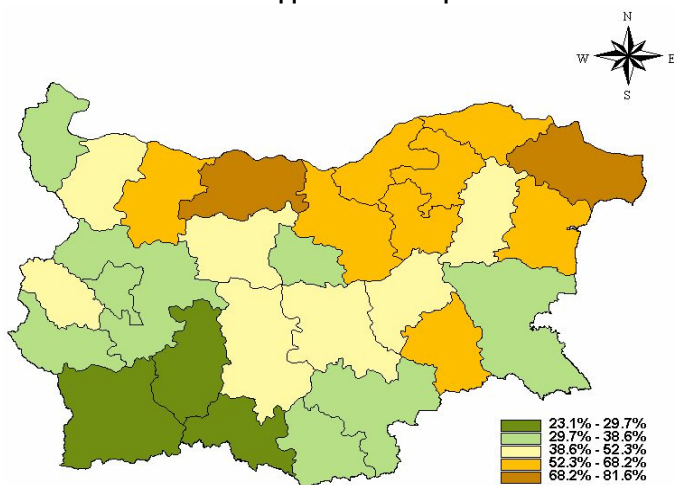 N
W E
S
23.1% - 29.7%
29.7% - 38.6%
38.6% - 52.3%
52.3% - 68.2%
68.2% - 81.6%